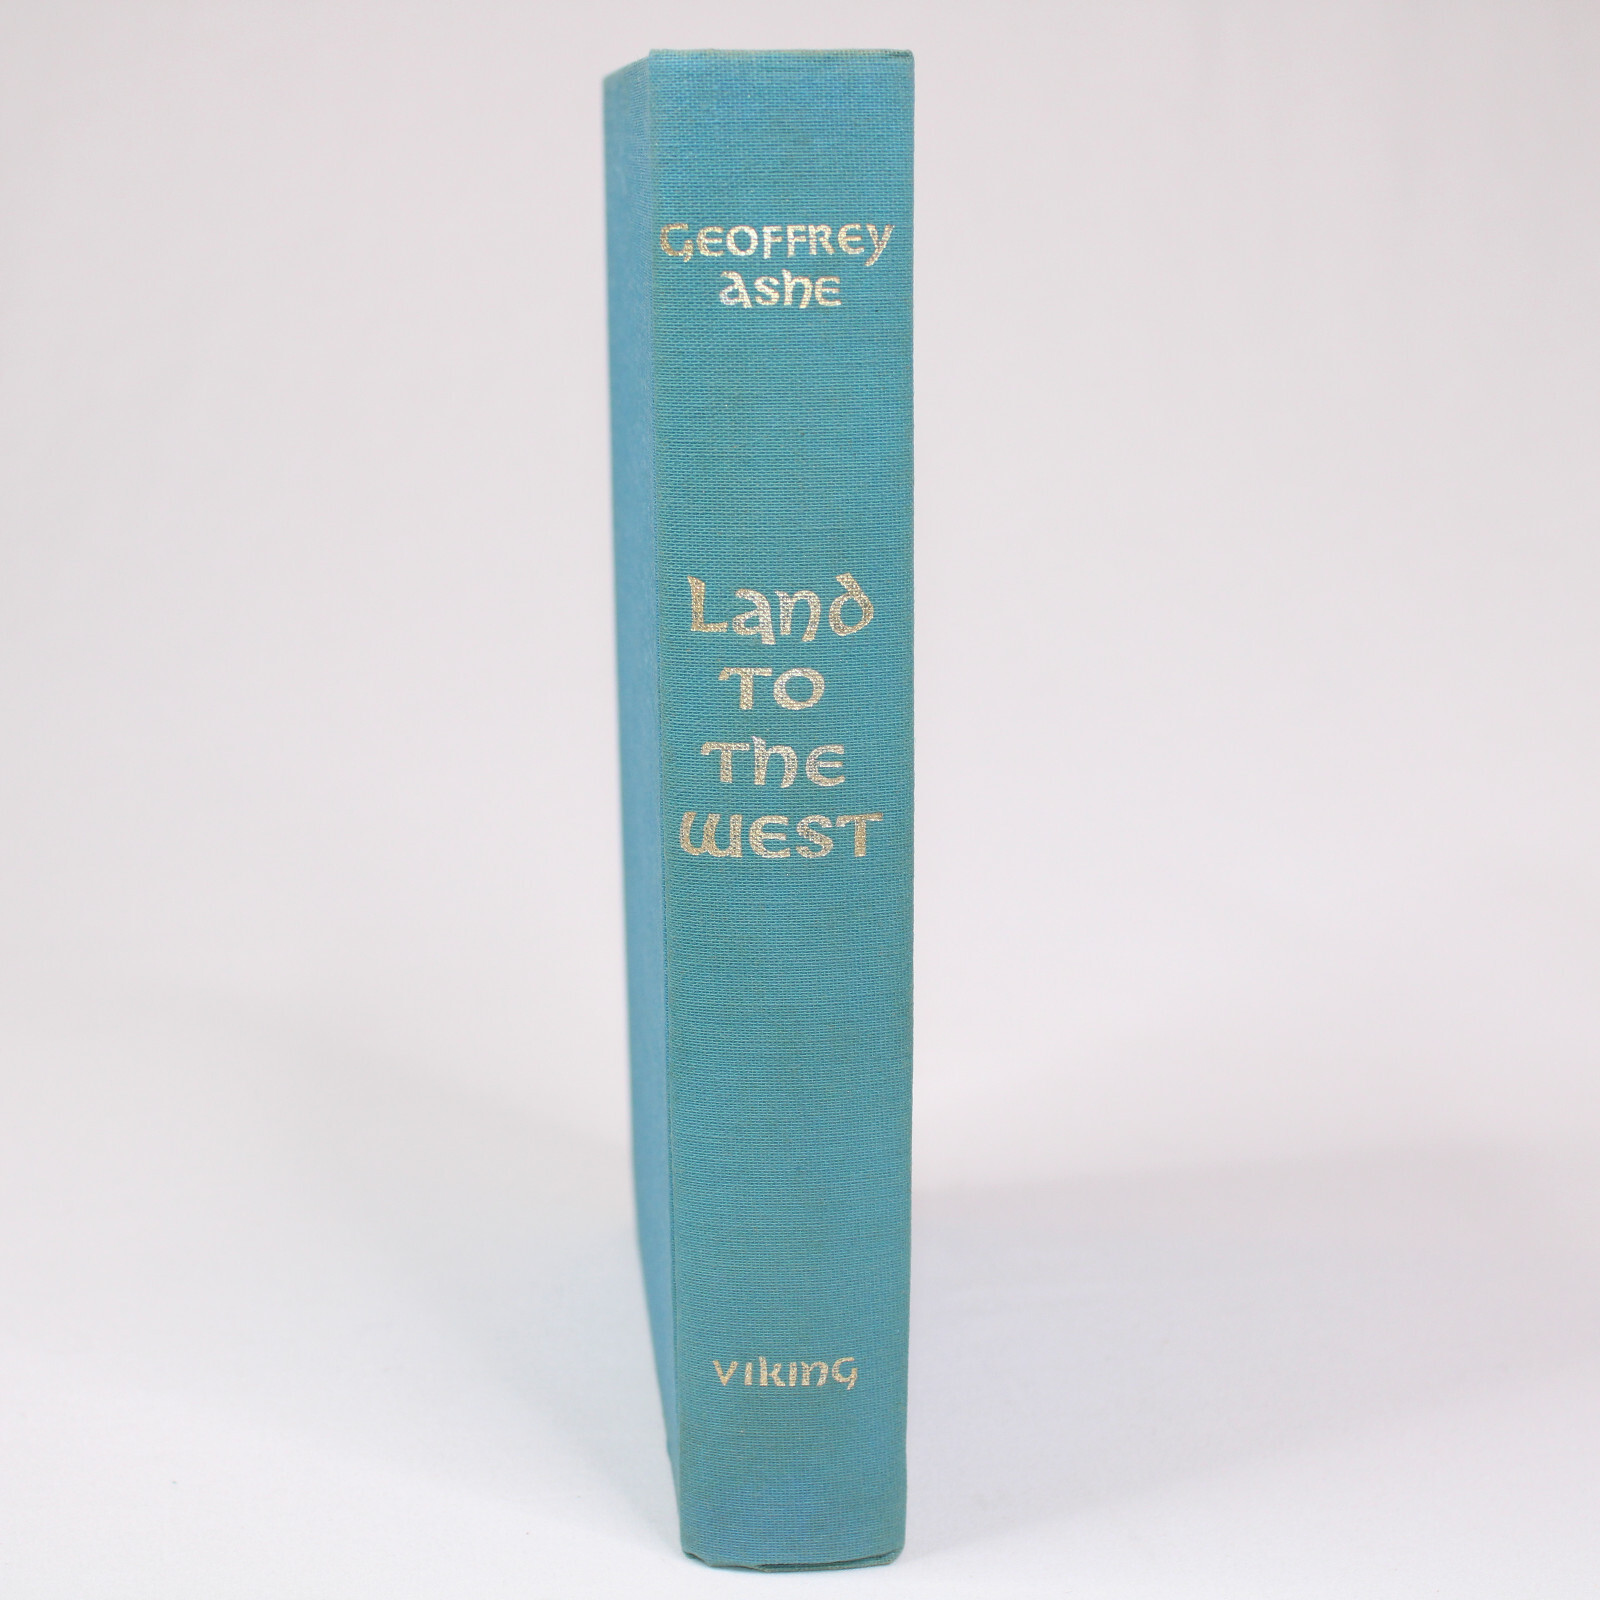 GEOFFREY
ASHE
Land
TO
THE
WEST
VIKING